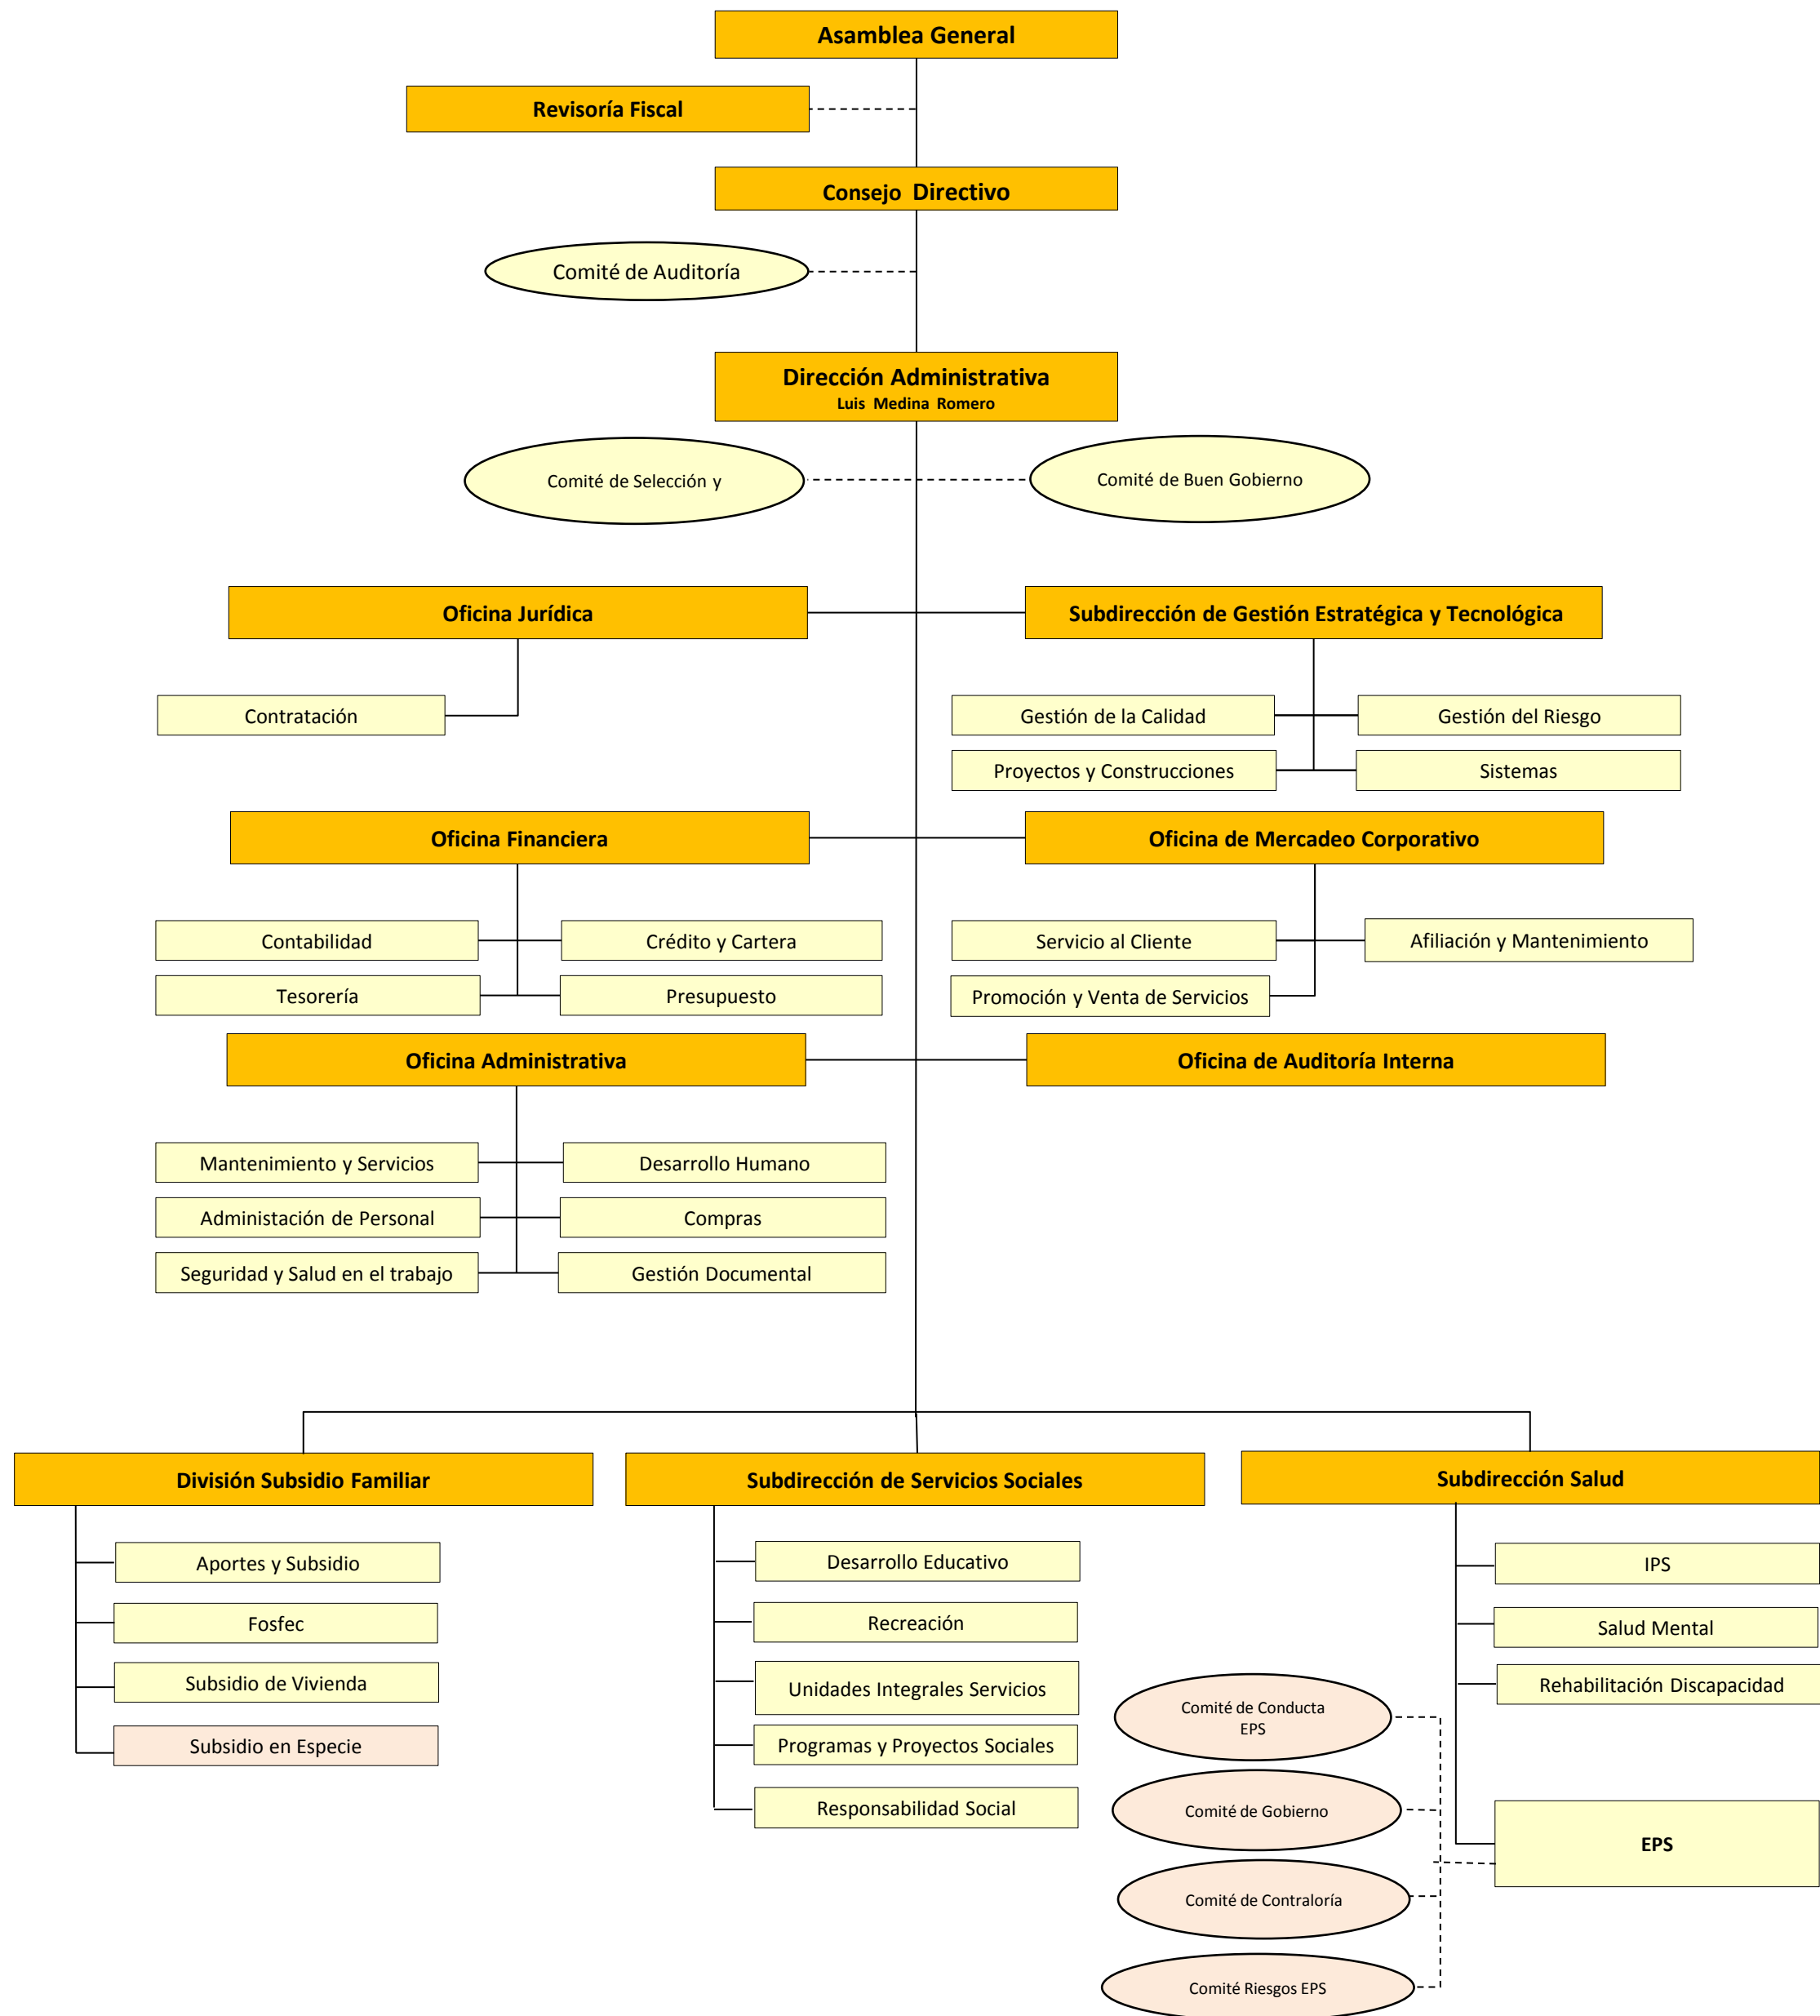 Asamblea General
Revisoría Fiscal
Consejo Directivo
Comité de Auditoría
Dirección Administrativa
Luis Medina Romero
Comité de Selección y
Comité de Buen Gobierno
Oficina Jurídica
Subdirección de Gestión Estratégica y Tecnológica
Contratación
Gestión de la Calidad
Gestión del Riesgo
Proyectos y Construcciones
Sistemas
Oficina Financiera
Oficina de Mercadeo Corporativo
Contabilidad
Crédito y Cartera
Servicio al Cliente
Afiliación y Mantenimiento
Tesorería
Presupuesto
Promoción y Venta de Servicios
Oficina Administrativa
Oficina de Auditoría Interna
Mantenimiento y Servicios
Desarrollo Humano
Administación de Personal
Compras
Seguridad y Salud en el trabajo
Gestión Documental
División Subsidio Familiar
Subdirección de Servicios Sociales
Subdirección Salud
Aportes y Subsidio
Fosfec
Subsidio de Vivienda
Subsidio en Especie
Desarrollo Educativo
Recreación
Unidades Integrales Servicios
Programas y Proyectos Sociales
Responsabilidad Social
IPS
Salud Mental
Rehabilitación Discapacidad
EPS
Comité de Conducta
EPS
Comité de Gobierno
Comité de Contraloría
Comité Riesgos EPS